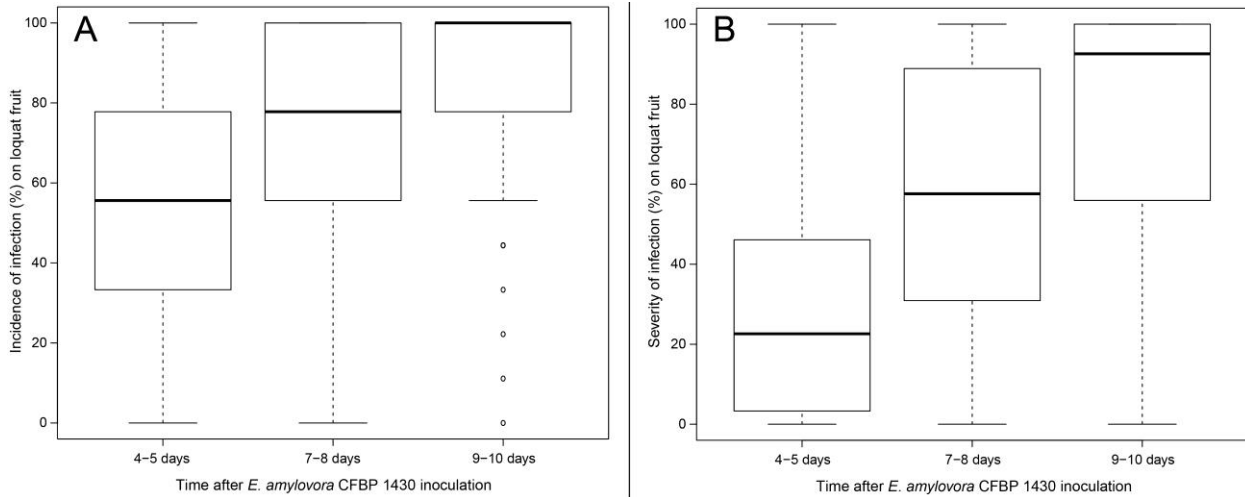 A
Incidence of infection (%) on loquat fruit
100
80
60
40
20
0
4−5 days
7−8 days
9−10 days
Time after E. amylovora CFBP 1430 inoculation
B
Severity of infection (%) on loquat fruit
100
80
60
40
20
0
4−5 days
7−8 days
9−10 days
Time after E. amylovora CFBP 1430 inoculation